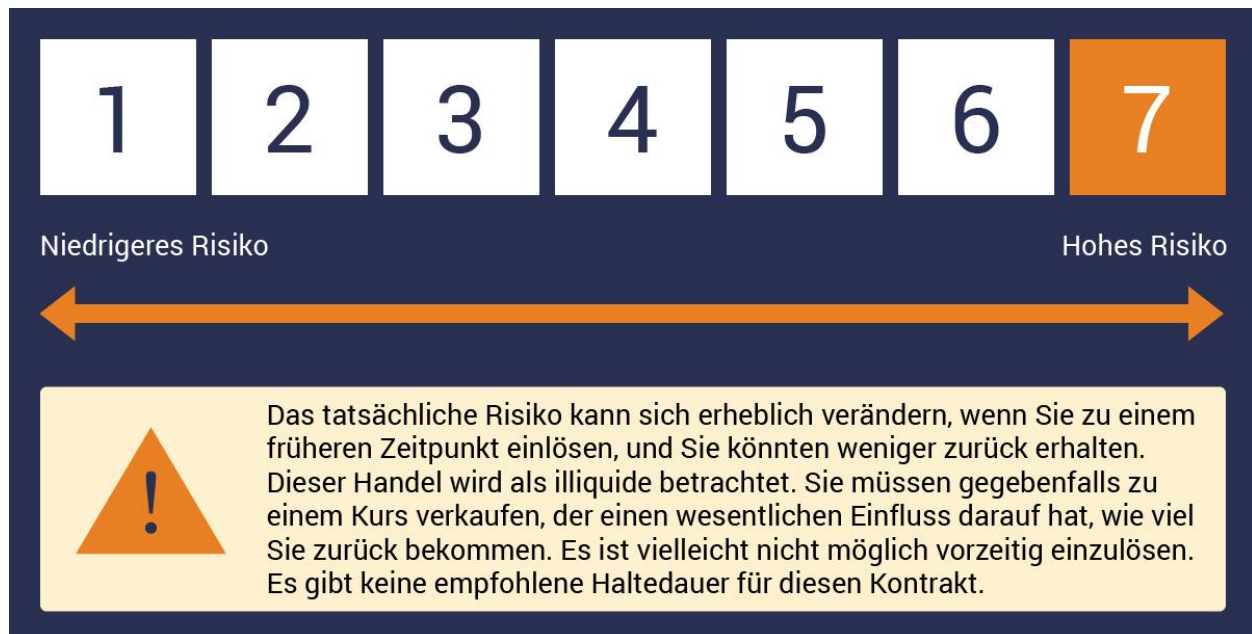 1 2 3 4 5 6 7
Niedrigeres Risiko Hohes Risiko
!
Das tatsächliche Risiko kann sich erheblich verändern, wenn Sie zu einem
früheren Zeitpunkt einlösen, und Sie könnten weniger zurück erhalten.
Dieser Handel wird als illiquide betrachtet. Sie müssen gegebenfalls zu
einem Kurs verkaufen, der einen wesentlichen Einfluss darauf hat, wie viel
Sie zurück bekommen. Es ist vielleicht nicht möglich vorzeitig einzulösen.
Es gibt keine empfohlene Haltedauer für diesen Kontrakt.